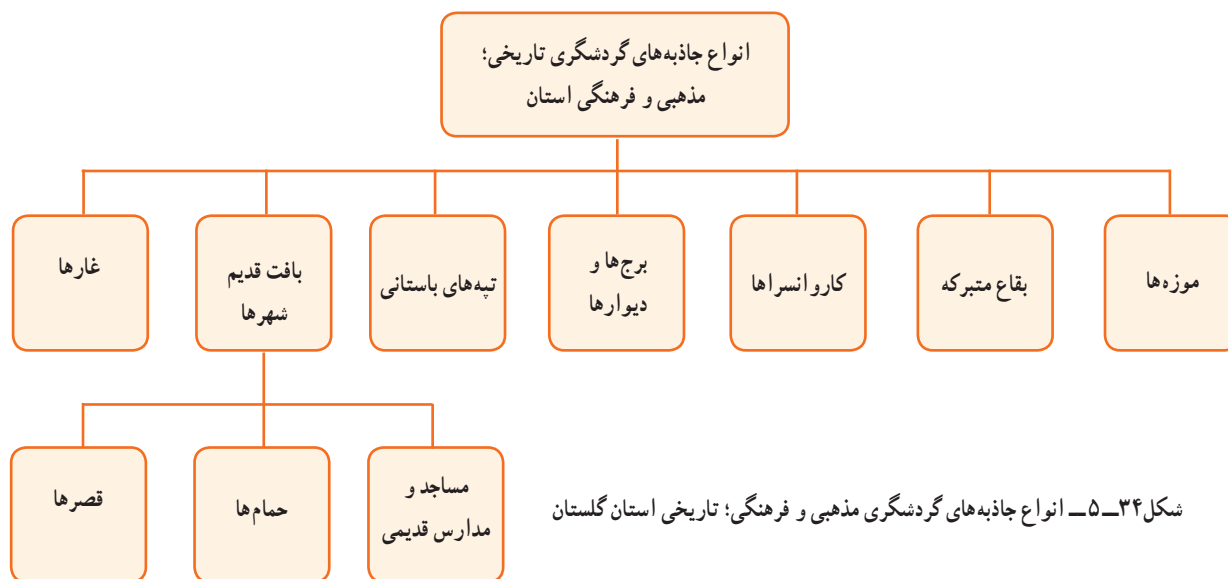 انواع جاذبه‌های گردشگری تاریخی؛
مذهبی و فرهنگی استان
موزه‌ها
بقاع متبرکه
کاروانسراها
برج‌ها و
دیوارها
تپه‌های باستانی
بافت قدیم
شهرها
غارها
مساجد و
مدارس قدیمی
حمام‌ها
قصرها
شکل۳۴ــ۵ــ انواع جاذبه‌های گردشگری مذهبی و فرهنگی؛ تاریخی استان گلستان